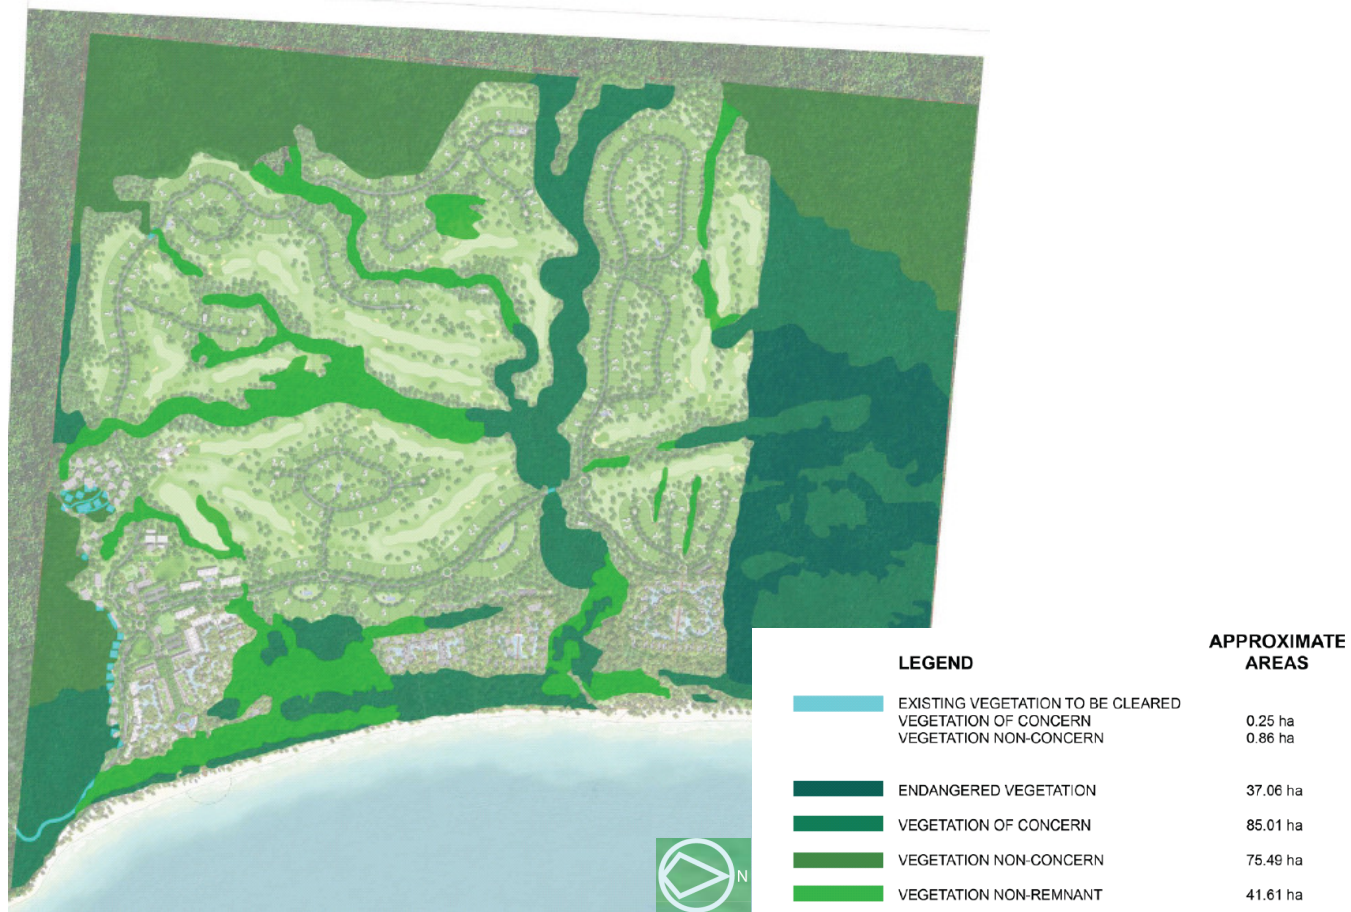 APPROXIMATE
LEGEND AREAS
EXISTING VEGETATION TO BE CLEARED
VEGETATION OF CONCERN 0.25 ha
VEGETATION NON-CONCERN 0.86 ha
ENDANGERED VEGETATION 37.06 ha
VEGETATION OF CONCERN 85.01 ha
VEGETATION NON-CONCERN 75.49 ha
VEGETATION NON-REMNANT 41.61 ha
N